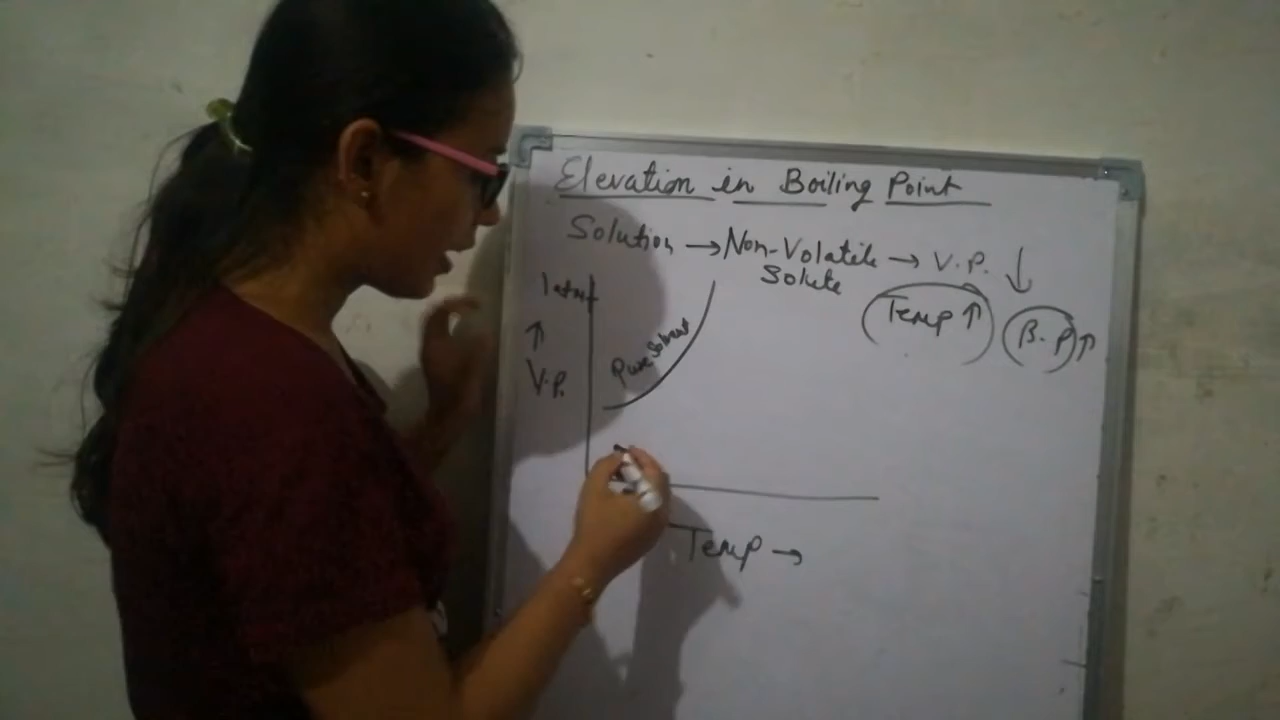 Elevation in Boiling Point
Solution → Non-Volatile → V.P. ↓
Solute
Temp ↑ B.P ↑
1 atm
↑
V.P.
Pure Solvent
Temp →